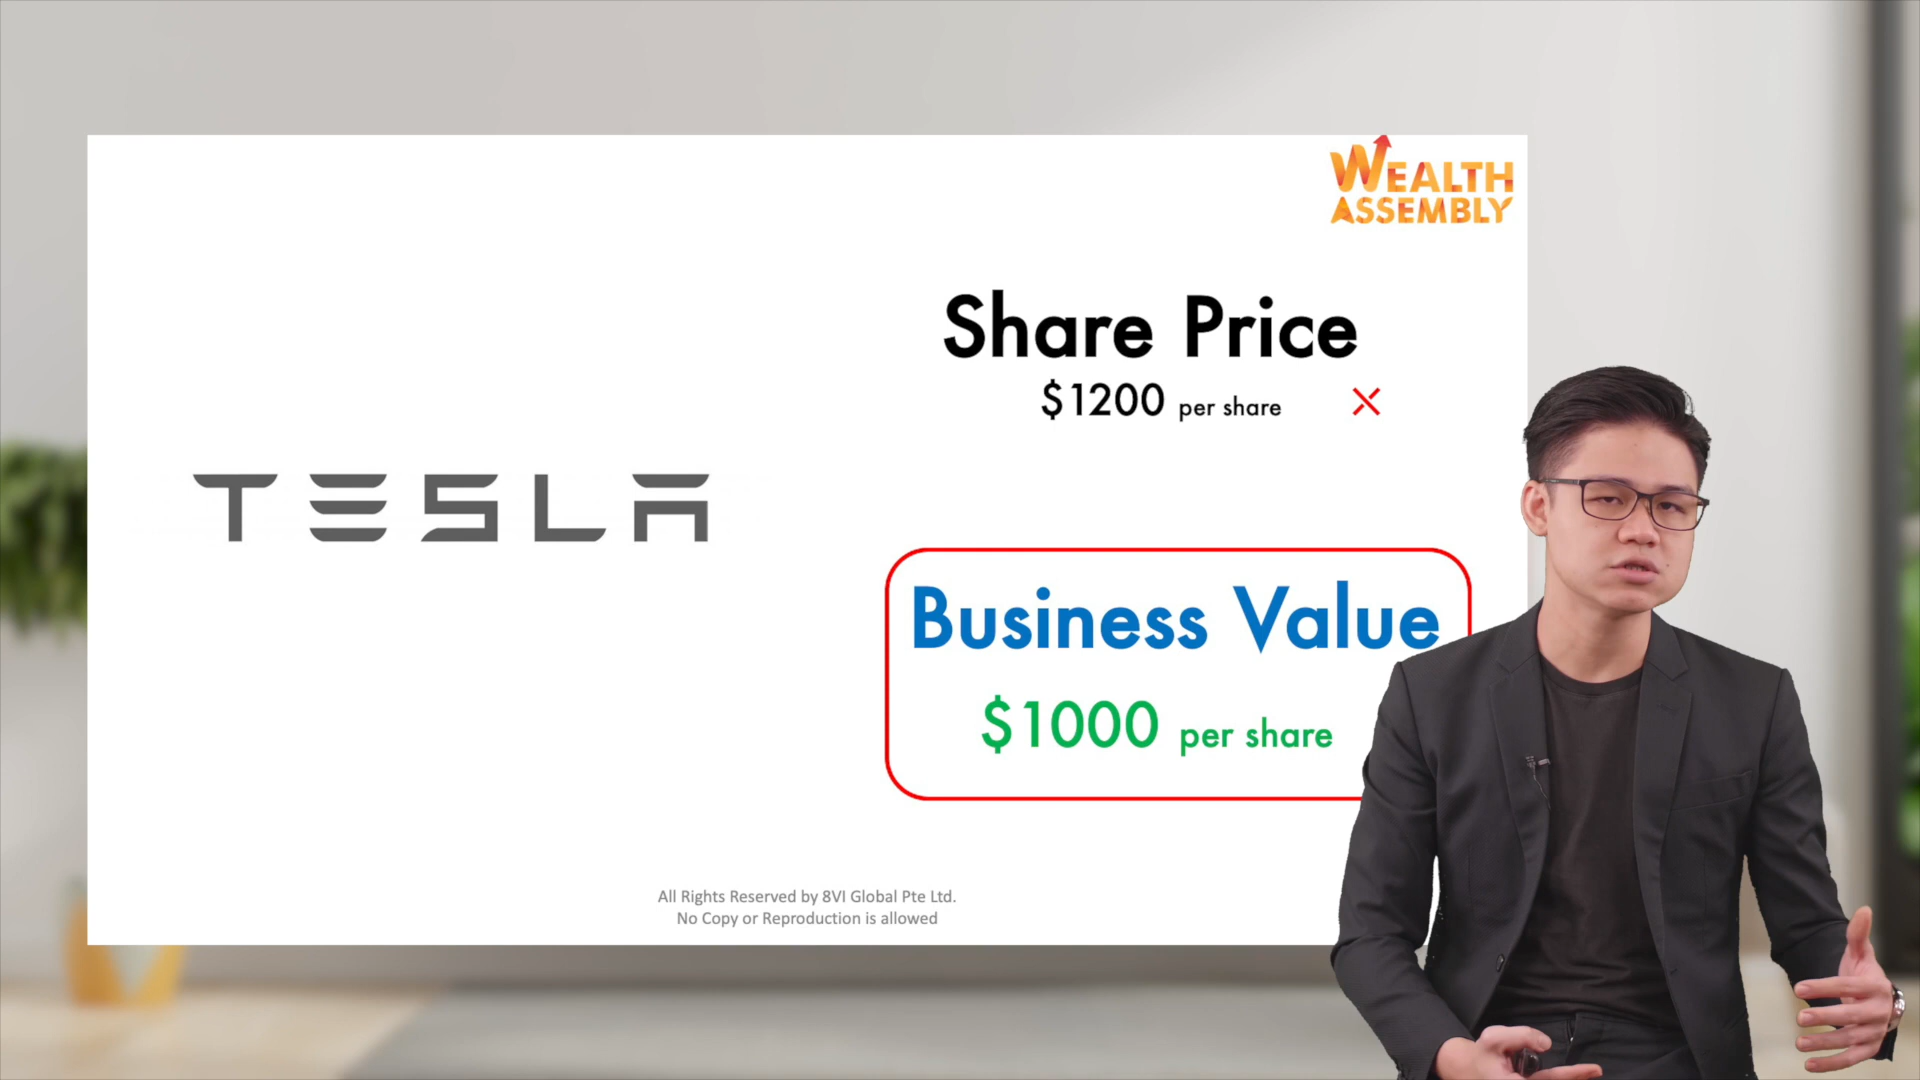 WEALTH
ASSEMBLY
Share Price
$1200 per share
TESLA
Business Value
$1000 per share
All Rights Reserved by 8VI Global Pte Ltd.
No Copy or Reproduction is allowed